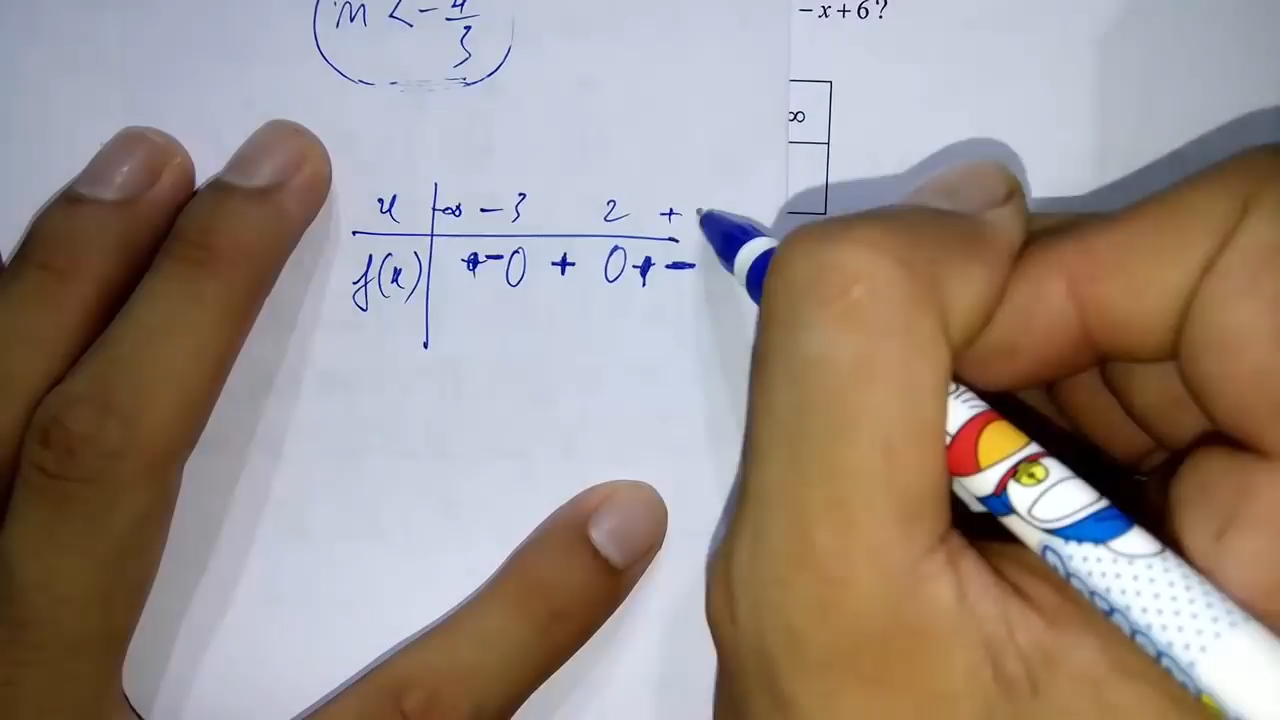 m < -4/3
- x + 6?
∞
x -∞ -3 2 +
f(x) - 0 + 0 -